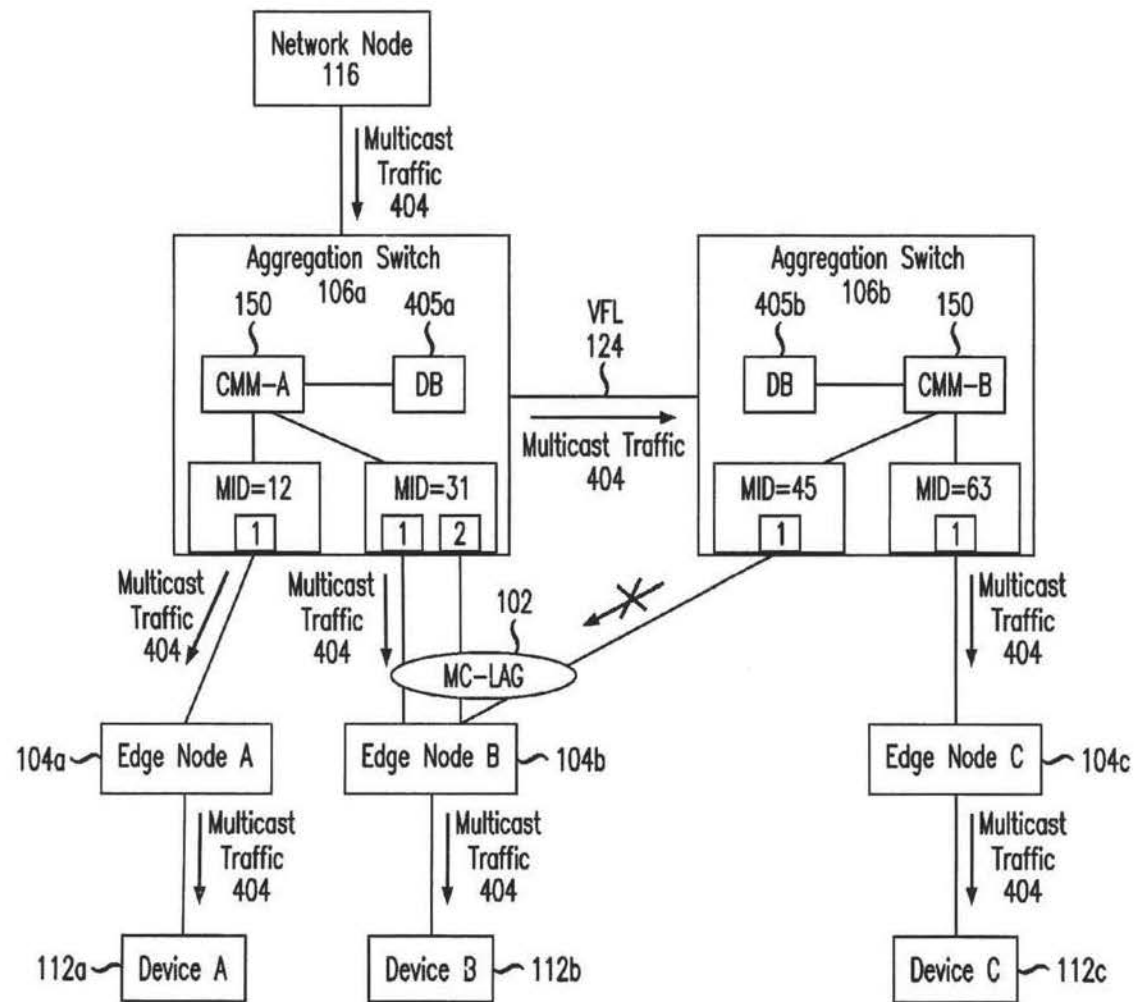 Network Node
116
Multicast
Traffic
404
Aggregation Switch
106a
150
405a
CMM-A
DB
MID=12
MID=31
1
1
2
VFL
124
Multicast Traffic
404
Aggregation Switch
106b
405b
150
DB
CMM-B
MID=45
MID=63
1
1
Multicast
Traffic
404
Multicast
Traffic
404
102
MC-LAG
Multicast
Traffic
404
104a
Edge Node A
Edge Node B
104b
Edge Node C
104c
Multicast
Traffic
404
Multicast
Traffic
404
Multicast
Traffic
404
112a
Device A
Device B
112b
Device C
112c